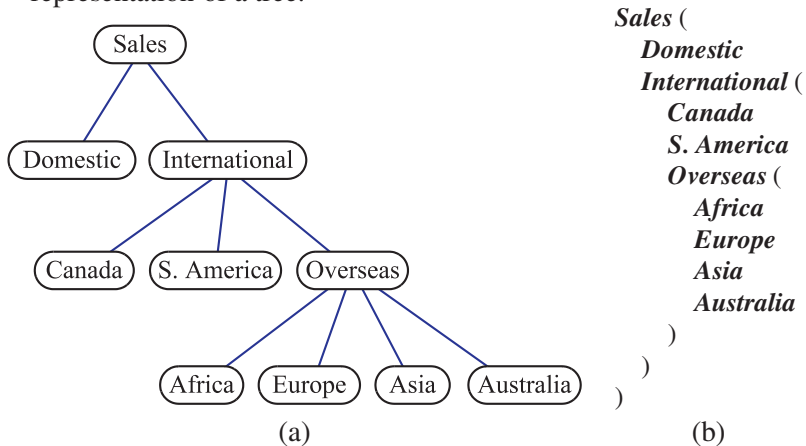 representation of a tree.
Sales
Domestic International
Canada S. America Overseas
Africa Europe Asia Australia
(a)
Sales (
Domestic
International (
Canada
S. America
Overseas (
Africa
Europe
Asia
Australia
)
)
)
(b)